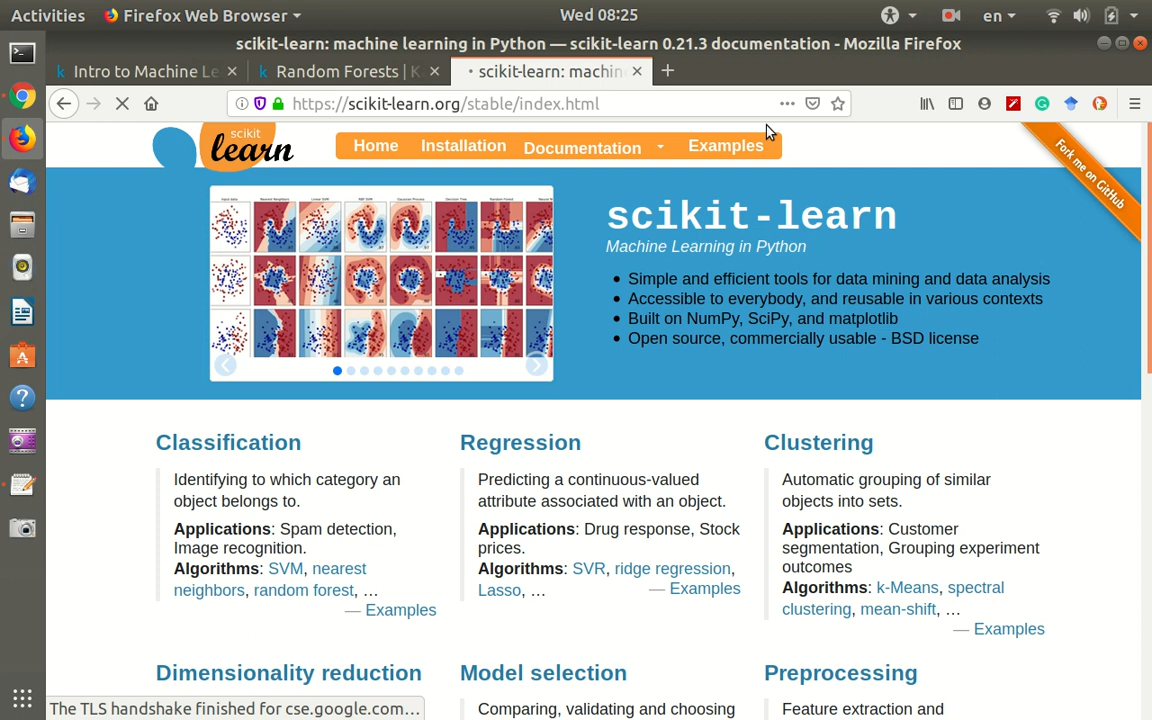 Activities Firefox Web Browser Wed 08:25 en
scikit-learn: machine learning in Python — scikit-learn 0.21.3 documentation - Mozilla Firefox
Intro to Machine Le Random Forests | K scikit-learn: machin
https://scikit-learn.org/stable/index.html
scikit
learn
Home Installation Documentation Examples
Fork me on GitHub
scikit-learn
Machine Learning in Python
Simple and efficient tools for data mining and data analysis
Accessible to everybody, and reusable in various contexts
Built on NumPy, SciPy, and matplotlib
Open source, commercially usable - BSD license
Classification
Identifying to which category an
object belongs to.
Applications: Spam detection,
Image recognition.
Algorithms: SVM, nearest
neighbors, random forest, …
— Examples
Regression
Predicting a continuous-valued
attribute associated with an object.
Applications: Drug response, Stock
prices.
Algorithms: SVR, ridge regression,
Lasso, … — Examples
Clustering
Automatic grouping of similar
objects into sets.
Applications: Customer
segmentation, Grouping experiment
outcomes
Algorithms: k-Means, spectral
clustering, mean-shift, …
— Examples
Dimensionality reduction
Model selection
Comparing, validating and choosing
Preprocessing
Feature extraction and
The TLS handshake finished for cse.google.com…